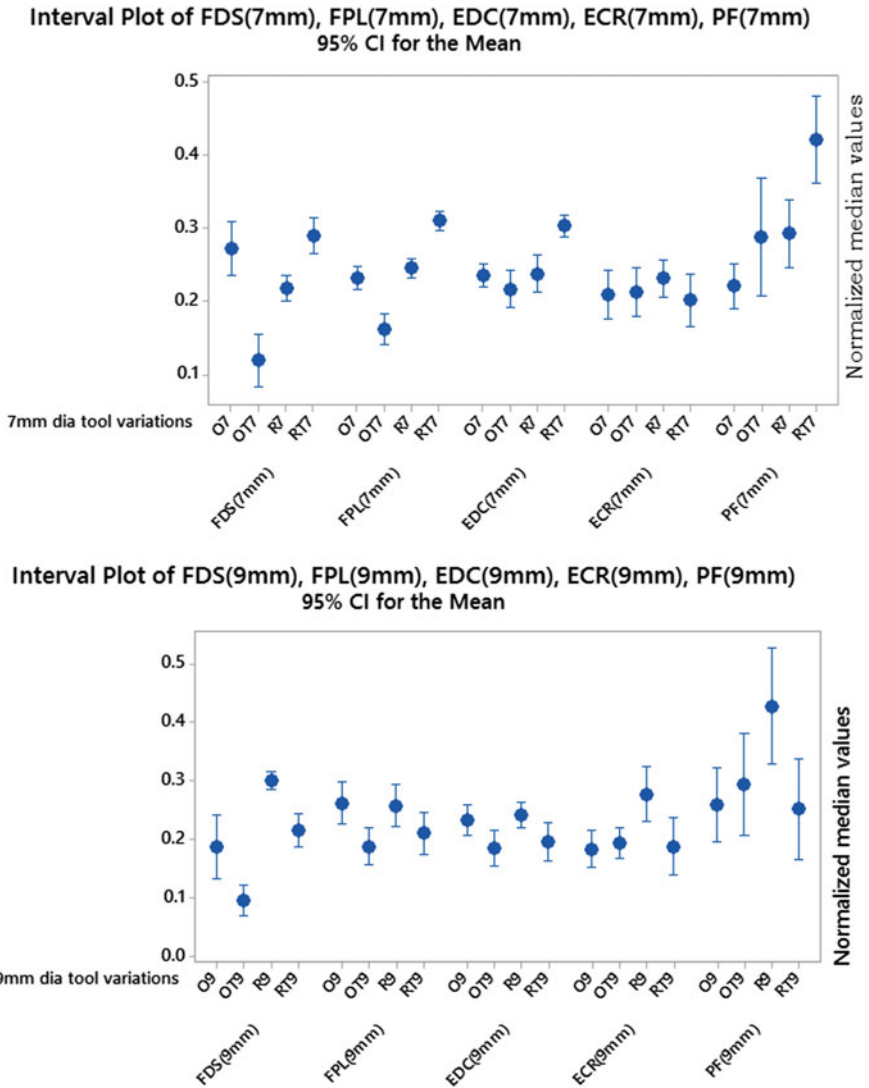 Interval Plot of FDS(7mm), FPL(7mm), EDC(7mm), ECR(7mm), PF(7mm)
95% CI for the Mean
0.5
0.4
0.3
0.2
0.1
Normalized median values
7mm dia tool variations
O7 OT7 R7 RT7 O7 OT7 R7 RT7 O7 OT7 R7 RT7 O7 OT7 R7 RT7 O7 OT7 R7 RT7
FDS(7mm) FPL(7mm) EDC(7mm) ECR(7mm) PF(7mm)
Interval Plot of FDS(9mm), FPL(9mm), EDC(9mm), ECR(9mm), PF(9mm)
95% CI for the Mean
0.5
0.4
0.3
0.2
0.1
0.0
Normalized median values
9mm dia tool variations
O9 OT9 R9 RT9 O9 OT9 R9 RT9 O9 OT9 R9 RT9 O9 OT9 R9 RT9 O9 OT9 R9 RT9
FDS(9mm) FPL(9mm) EDC(9mm) ECR(9mm) PF(9mm)